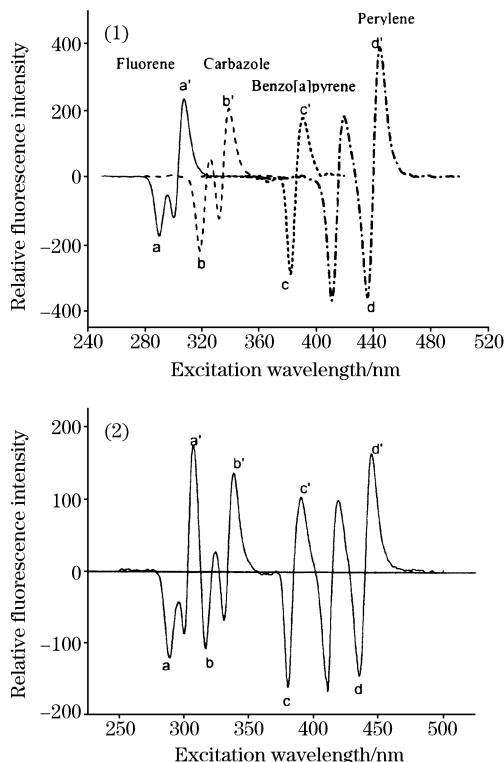 (1)
Perylene
Fluorene
Carbazole
Benzo[a]pyrene
a'
b'
c'
d'
a
b
c
d
Relative fluorescence intensity
400
200
0
−200
−400
240 280 320 360 400 440 480 520
Excitation wavelength/nm
(2)
a'
b'
c'
d'
a
b
c
d
Relative fluorescence intensity
200
100
0
−100
−200
250 300 350 400 450 500
Excitation wavelength/nm